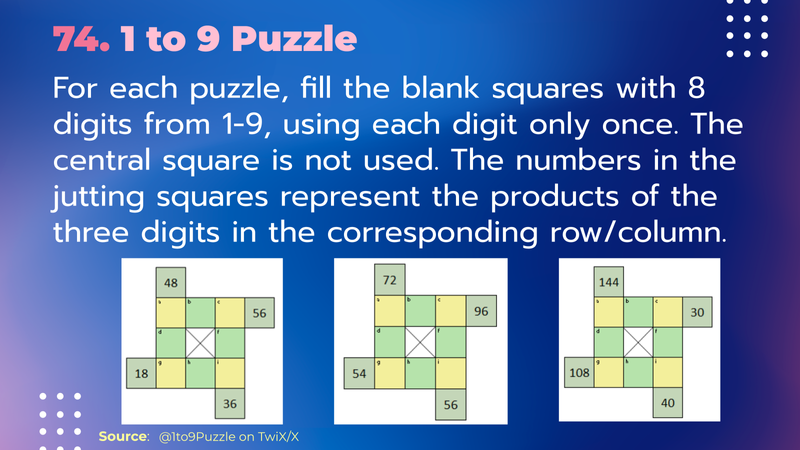 74. 1 to 9 Puzzle
For each puzzle, fill the blank squares with 8
digits from 1-9, using each digit only once. The
central square is not used. The numbers in the
jutting squares represent the products of the
three digits in the corresponding row/column.
48
a b c 56
d f
18 g h i
36
72
a b c 96
d f
54 g h i
56
144
a b c 30
d f
108 g h i
40
Source: @1to9Puzzle on TwiX/X